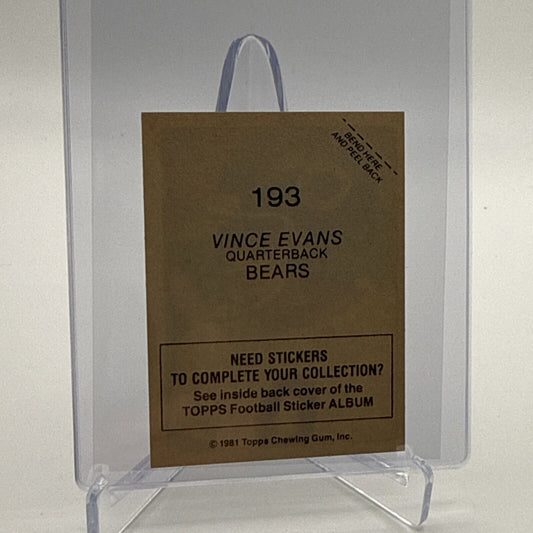 BEND HERE
AND PEEL BACK
193
VINCE EVANS
QUARTERBACK
BEARS
NEED STICKERS
TO COMPLETE YOUR COLLECTION?
See inside back cover of the
TOPPS Football Sticker ALBUM
© 1981 Topps Chewing Gum, Inc.